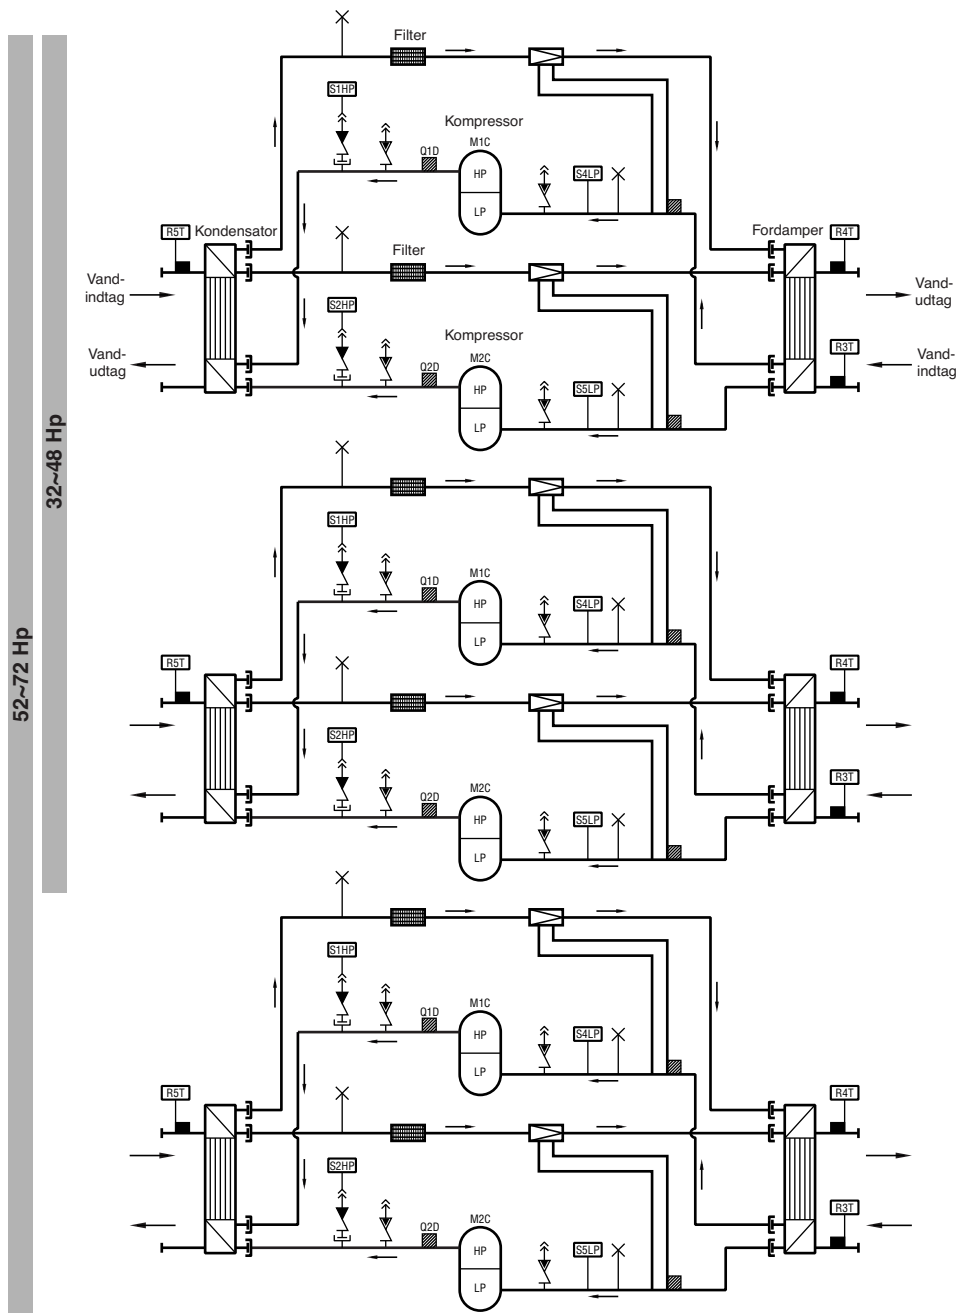 Filter
S1HP
Kompressor
M1C
Q1D
HP
S4LP
LP
R5T
Kondensator
Fordamper
R4T
Filter
Vand-
indtag
Vand-
udtag
S2HP
Kompressor
R3T
Vand-
udtag
Vand-
indtag
M2C
Q2D
HP
S5LP
LP
32~48 Hp
S1HP
M1C
Q1D
HP
S4LP
LP
52~72 Hp
R5T
R4T
S2HP
R3T
M2C
Q2D
HP
S5LP
LP
S1HP
M1C
Q1D
HP
S4LP
LP
R5T
R4T
S2HP
R3T
M2C
Q2D
HP
S5LP
LP